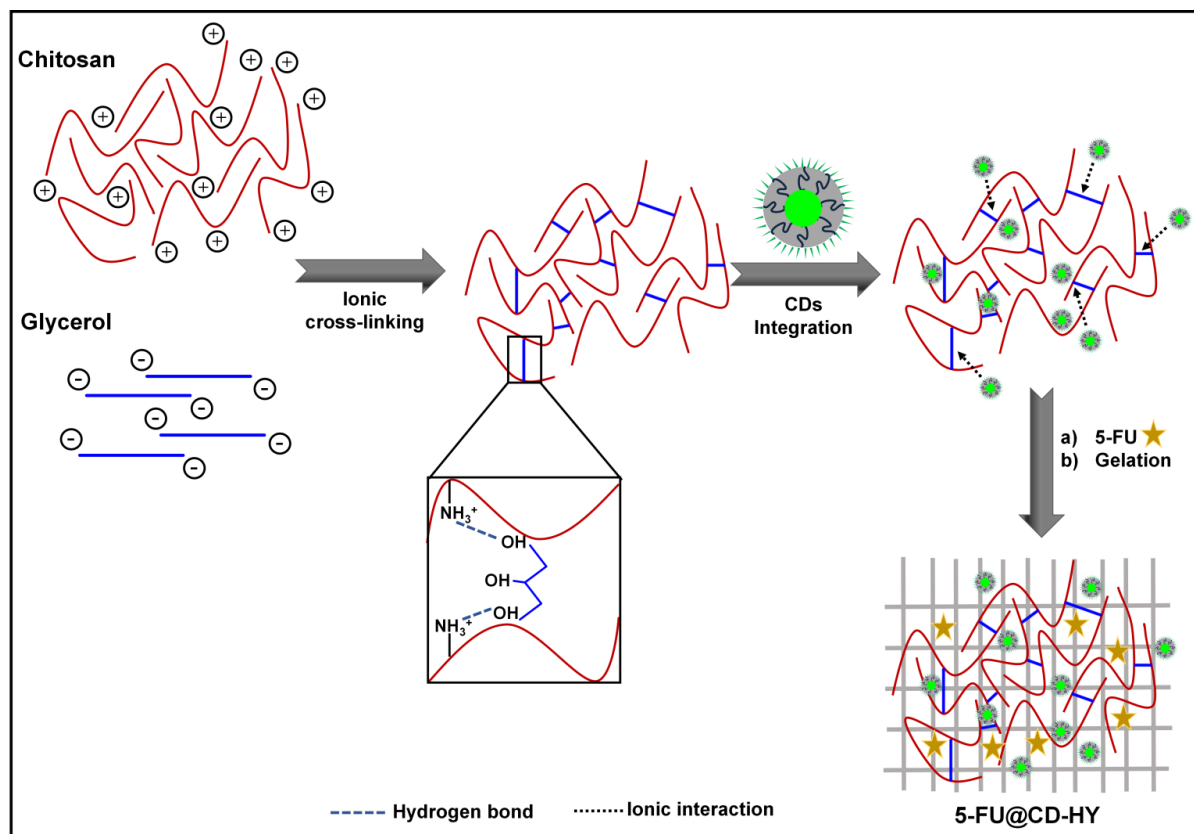 Chitosan
Glycerol
Ionic
cross-linking
CDs
Integration
a) 5-FU
b) Gelation
NH₃⁺
OH
OH
OH
NH₃⁺
Hydrogen bond
Ionic interaction
5-FU@CD-HY